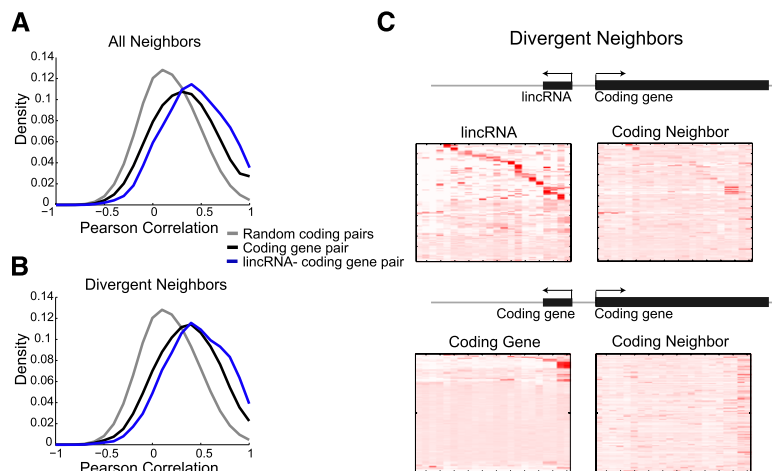 A
All Neighbors
0.14
0.12
0.1
0.08
0.06
0.04
0.02
0
Density
−1 −0.5 0 0.5 1
Pearson Correlation
Random coding pairs
Coding gene pair
lincRNA- coding gene pair
B
Divergent Neighbors
0.14
0.12
0.1
0.08
0.06
0.04
0.02
0
Density
−1 −0.5 0 0.5 1
Pearson Correlation
C
Divergent Neighbors
lincRNA Coding gene
lincRNA Coding Neighbor
Coding gene Coding gene
Coding Gene Coding Neighbor